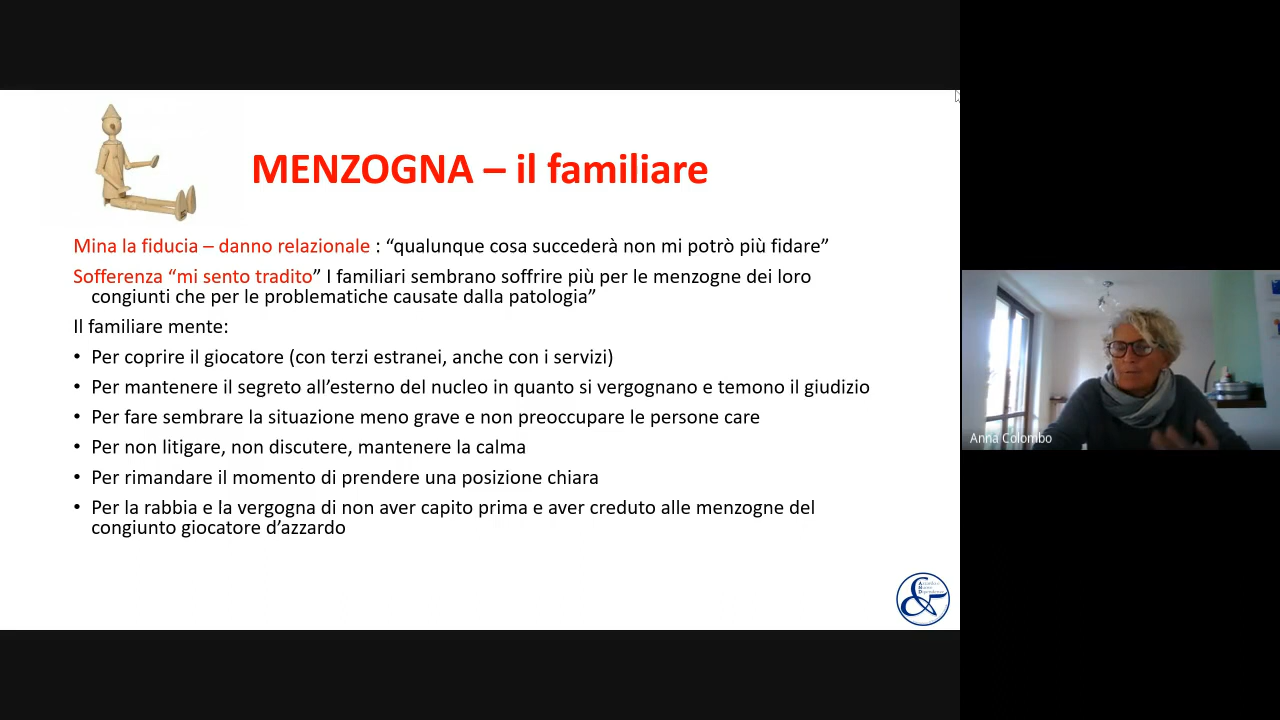 MENZOGNA – il familiare
Mina la fiducia – danno relazionale : “qualunque cosa succederà non mi potrò più fidare”
Sofferenza “mi sento tradito” I familiari sembrano soffrire più per le menzogne dei loro
congiunti che per le problematiche causate dalla patologia”
Il familiare mente:
• Per coprire il giocatore (con terzi estranei, anche con i servizi)
• Per mantenere il segreto all’esterno del nucleo in quanto si vergognano e temono il giudizio
• Per fare sembrare la situazione meno grave e non preoccupare le persone care
• Per non litigare, non discutere, mantenere la calma
• Per rimandare il momento di prendere una posizione chiara
• Per la rabbia e la vergogna di non aver capito prima e aver creduto alle menzogne del
congiunto giocatore d’azzardo
Anna Colombo